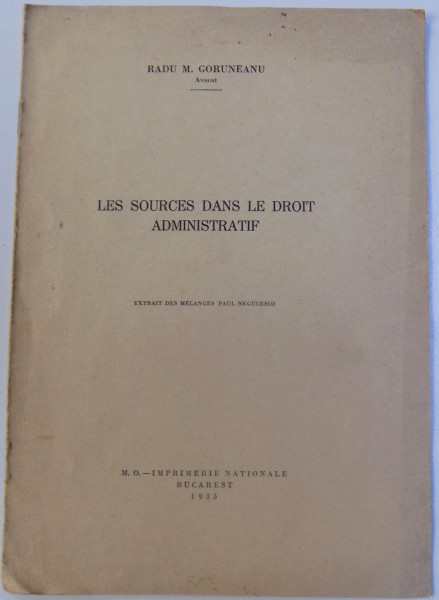 RADU M. GORUNEANU
Avocat
LES SOURCES DANS LE DROIT
ADMINISTRATIF
EXTRAIT DES MÉLANGES PAUL NEGULESCO
M. O.—IMPRIMERIE NATIONALE
BUCAREST
1935